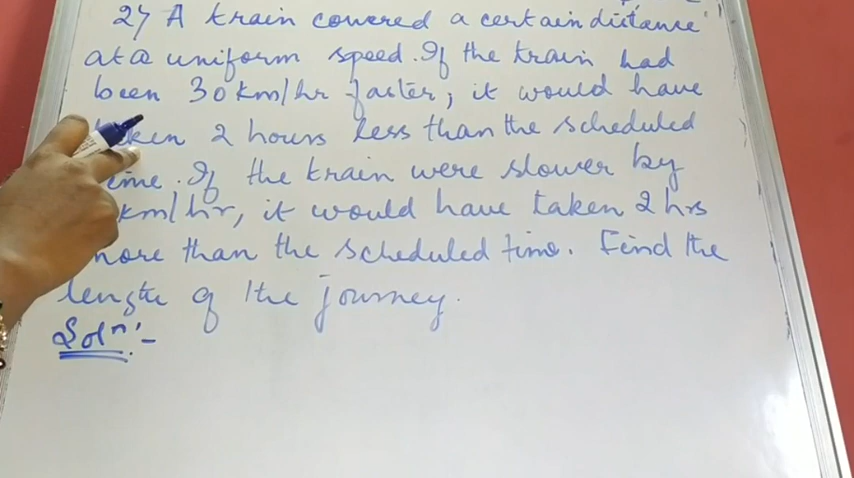 2) A train covered a certain distance
at a uniform speed. If the train had
been 30 km/hr faster, it would have
2 hours less than the scheduled
If the train were slower by
km/hr, it would have taken 2 hrs
than the scheduled time. Find the
length of the journey.
Soln:-